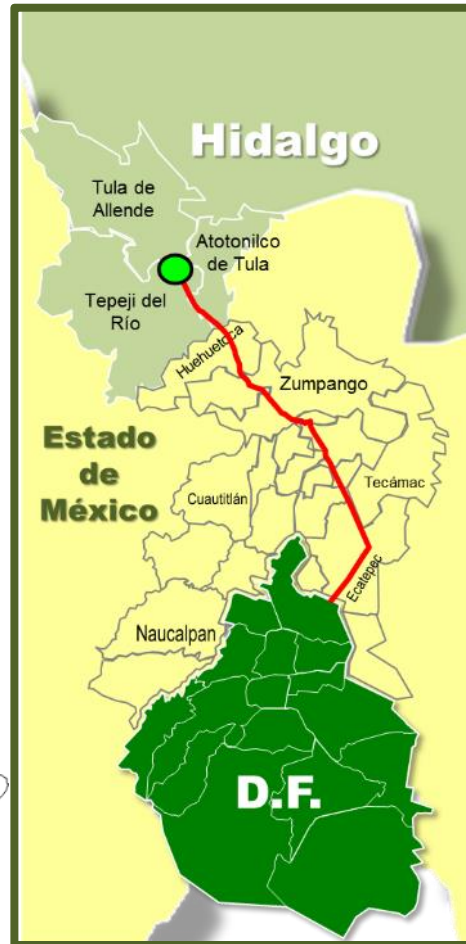 Hidalgo
Tula de
Allende
Atotonilco
de Tula
Tepeji del
Río
Huehuetoca
Zumpango
Estado
de
México
Cuautitlán
Tecámac
Ecatepec
Naucalpan
D.F.